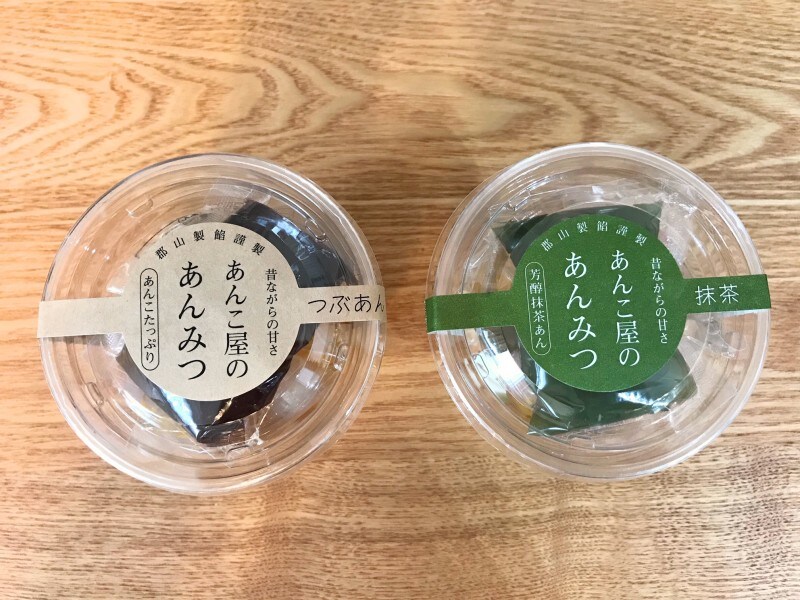 郡山製餡謹製
昔ながらの甘さ
あんこ屋の
あんみつ
あんこたっぷり
つぶあん
郡山製餡謹製
昔ながらの甘さ
あんこ屋の
あんみつ
芳醇抹茶あん
抹茶